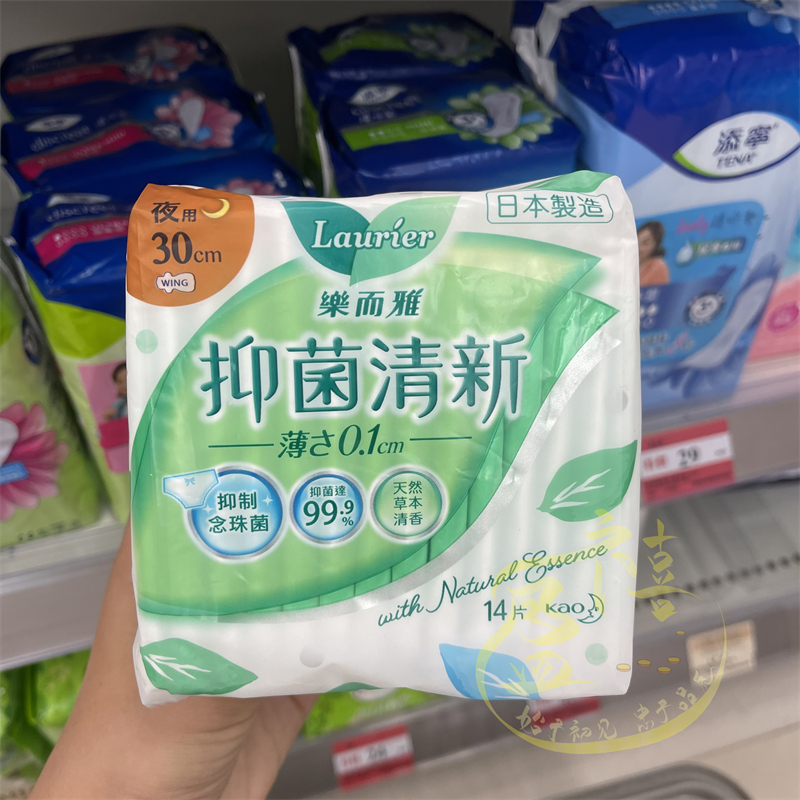 夜用
30cm
WING
Laurier
日本製造
樂而雅
抑菌清新
薄さ0.1cm
抑制
念珠菌
抑菌達
99.9%
天然
草本
清香
with Natural Essence
14片 Kao
添寧
TENA
29